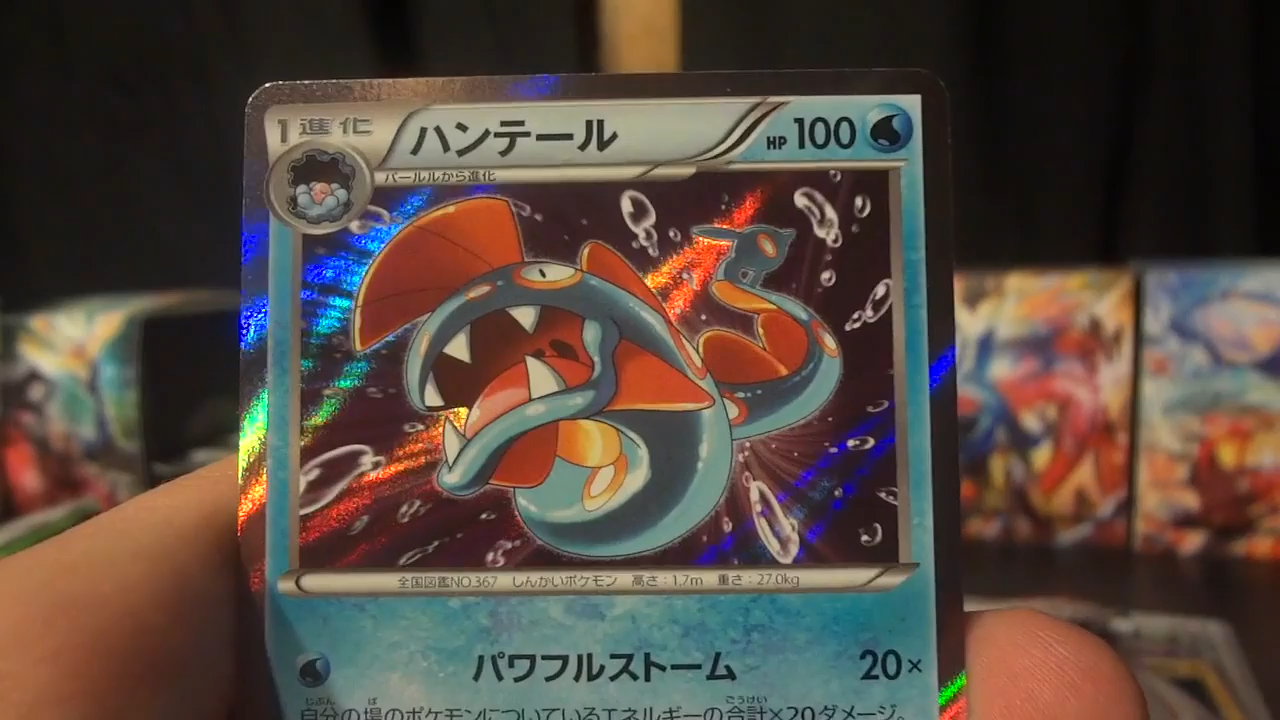 1進化 ハンテール HP 100
パールルから進化
全国図鑑NO.367 しんかいポケモン 高さ：1.7m 重さ：27.0kg
パワフルストーム 20×
自分の場のポケモンについているエネルギーの合計×20ダメージ。